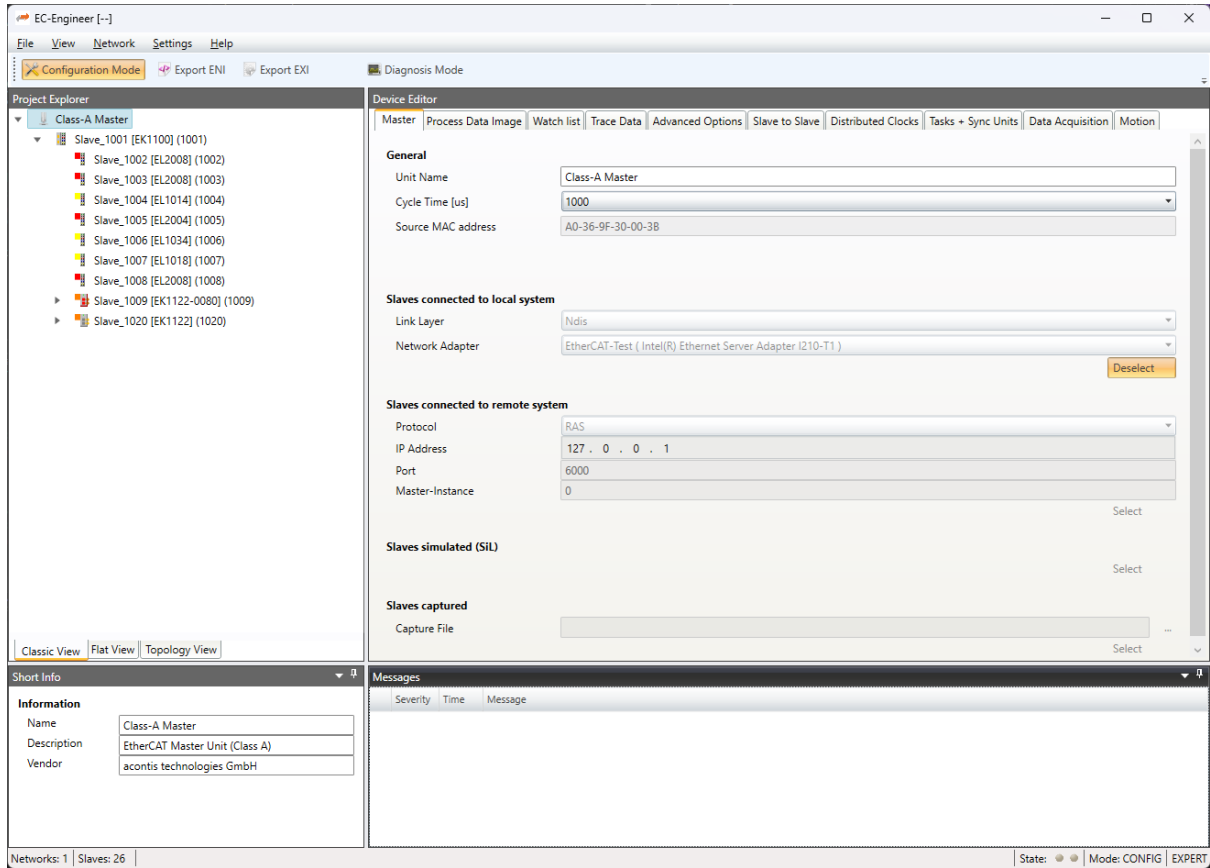 EC-Engineer [--]
File View Network Settings Help
Configuration Mode Export ENI Export EXI Diagnosis Mode
Project Explorer
Class-A Master
Slave_1001 [EK1100] (1001)
Slave_1002 [EL2008] (1002)
Slave_1003 [EL2008] (1003)
Slave_1004 [EL1014] (1004)
Slave_1005 [EL2004] (1005)
Slave_1006 [EL1034] (1006)
Slave_1007 [EL1018] (1007)
Slave_1008 [EL2008] (1008)
Slave_1009 [EK1122-0080] (1009)
Slave_1020 [EK1122] (1020)
Classic View Flat View Topology View
Device Editor
Master Process Data Image Watch list Trace Data Advanced Options Slave to Slave Distributed Clocks Tasks + Sync Units Data Acquisition Motion
General
Unit Name Class-A Master
Cycle Time [us] 1000
Source MAC address A0-36-9F-30-00-3B
Slaves connected to local system
Link Layer Ndis
Network Adapter EtherCAT-Test ( Intel(R) Ethernet Server Adapter I210-T1 )
Deselect
Slaves connected to remote system
Protocol RAS
IP Address 127 . 0 . 0 . 1
Port 6000
Master-Instance 0
Select
Slaves simulated (SiL)
Select
Slaves captured
Capture File ...
Select
Short Info
Information
Name Class-A Master
Description EtherCAT Master Unit (Class A)
Vendor acontis technologies GmbH
Messages
Severity Time Message
Networks: 1 Slaves: 26 State: Mode: CONFIG EXPERT